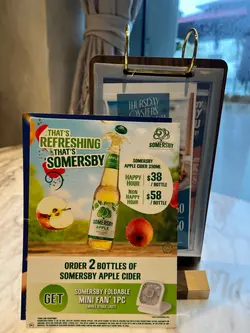 THURSDAY
THAT'S
REFRESHING
THAT'S
SOMERSBY
SOMERSBY
SOMERSBY
APPLE CIDER 330ML
HAPPY
HOUR
$38
/ BOTTLE
NON
HAPPY
HOUR
$58
/ BOTTLE
SOMERSBY
APPLE
ORDER 2 BOTTLES OF
SOMERSBY APPLE CIDER
GET
SOMERSBY FOLDABLE
MINI FAN 1PC